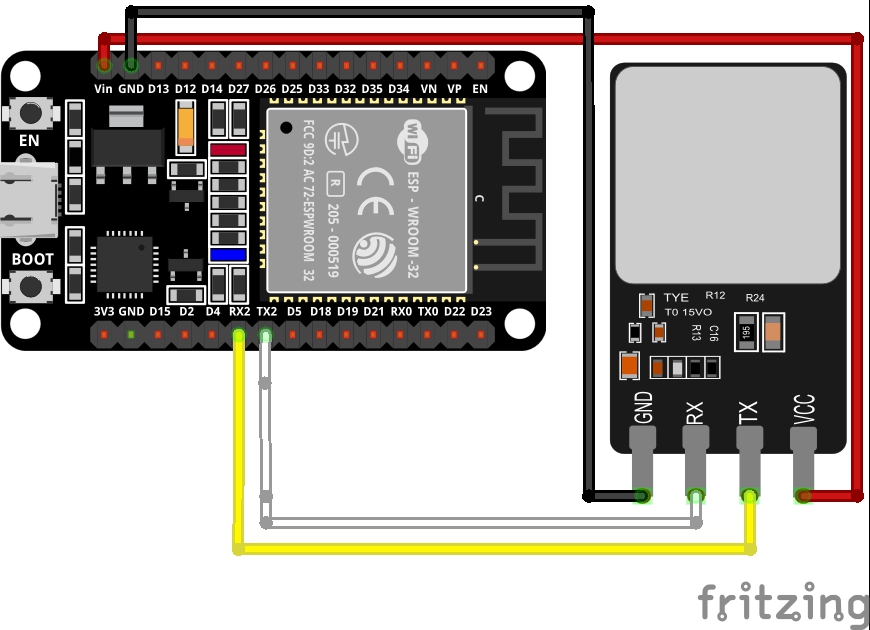 Vin GND D13 D12 D14 D27 D26 D25 D33 D32 D35 D34 VN VP EN
EN
BOOT
FCC 9D:2 AC 72-ESPWROOM 32
R
205 - 000519
CE
Wi Fi
ESP - WROOM -32
C
3V3 GND D15 D2 D4 RX2 TX2 D5 D18 D19 D21 RX0 TX0 D22 D23
TYE R12 R24
T0 15VO
R13 C16 195
GND RX TX VCC
fritzing